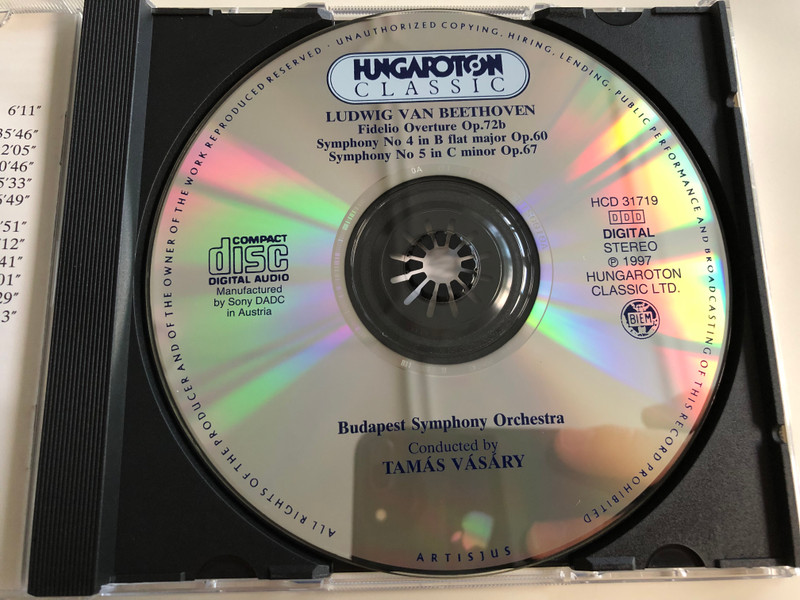 6'11"
35'46"
2'05"
0'46"
5'33"
6'49"
'51"
'12"
'41"
01"
29"
3"
ALL RIGHTS OF THE PRODUCER AND OF THE OWNER OF THE WORK REPRODUCED RESERVED · UNAUTHORIZED COPYING, HIRING, LENDING, PUBLIC PERFORMANCE AND BROADCASTING OF THIS RECORD PROHIBITED
HUNGAROTON
CLASSIC
LUDWIG VAN BEETHOVEN
Fidelio Overture Op.72b
Symphony No 4 in B flat major Op.60
Symphony No 5 in C minor Op.67
COMPACT
disc
DIGITAL AUDIO
Manufactured
by Sony DADC
in Austria
HCD 31719
DDD
DIGITAL
STEREO
℗ 1997
HUNGAROTON
CLASSIC LTD.
BIEM
Budapest Symphony Orchestra
Conducted by
TAMÁS VÁSÁRY
ARTISJUS